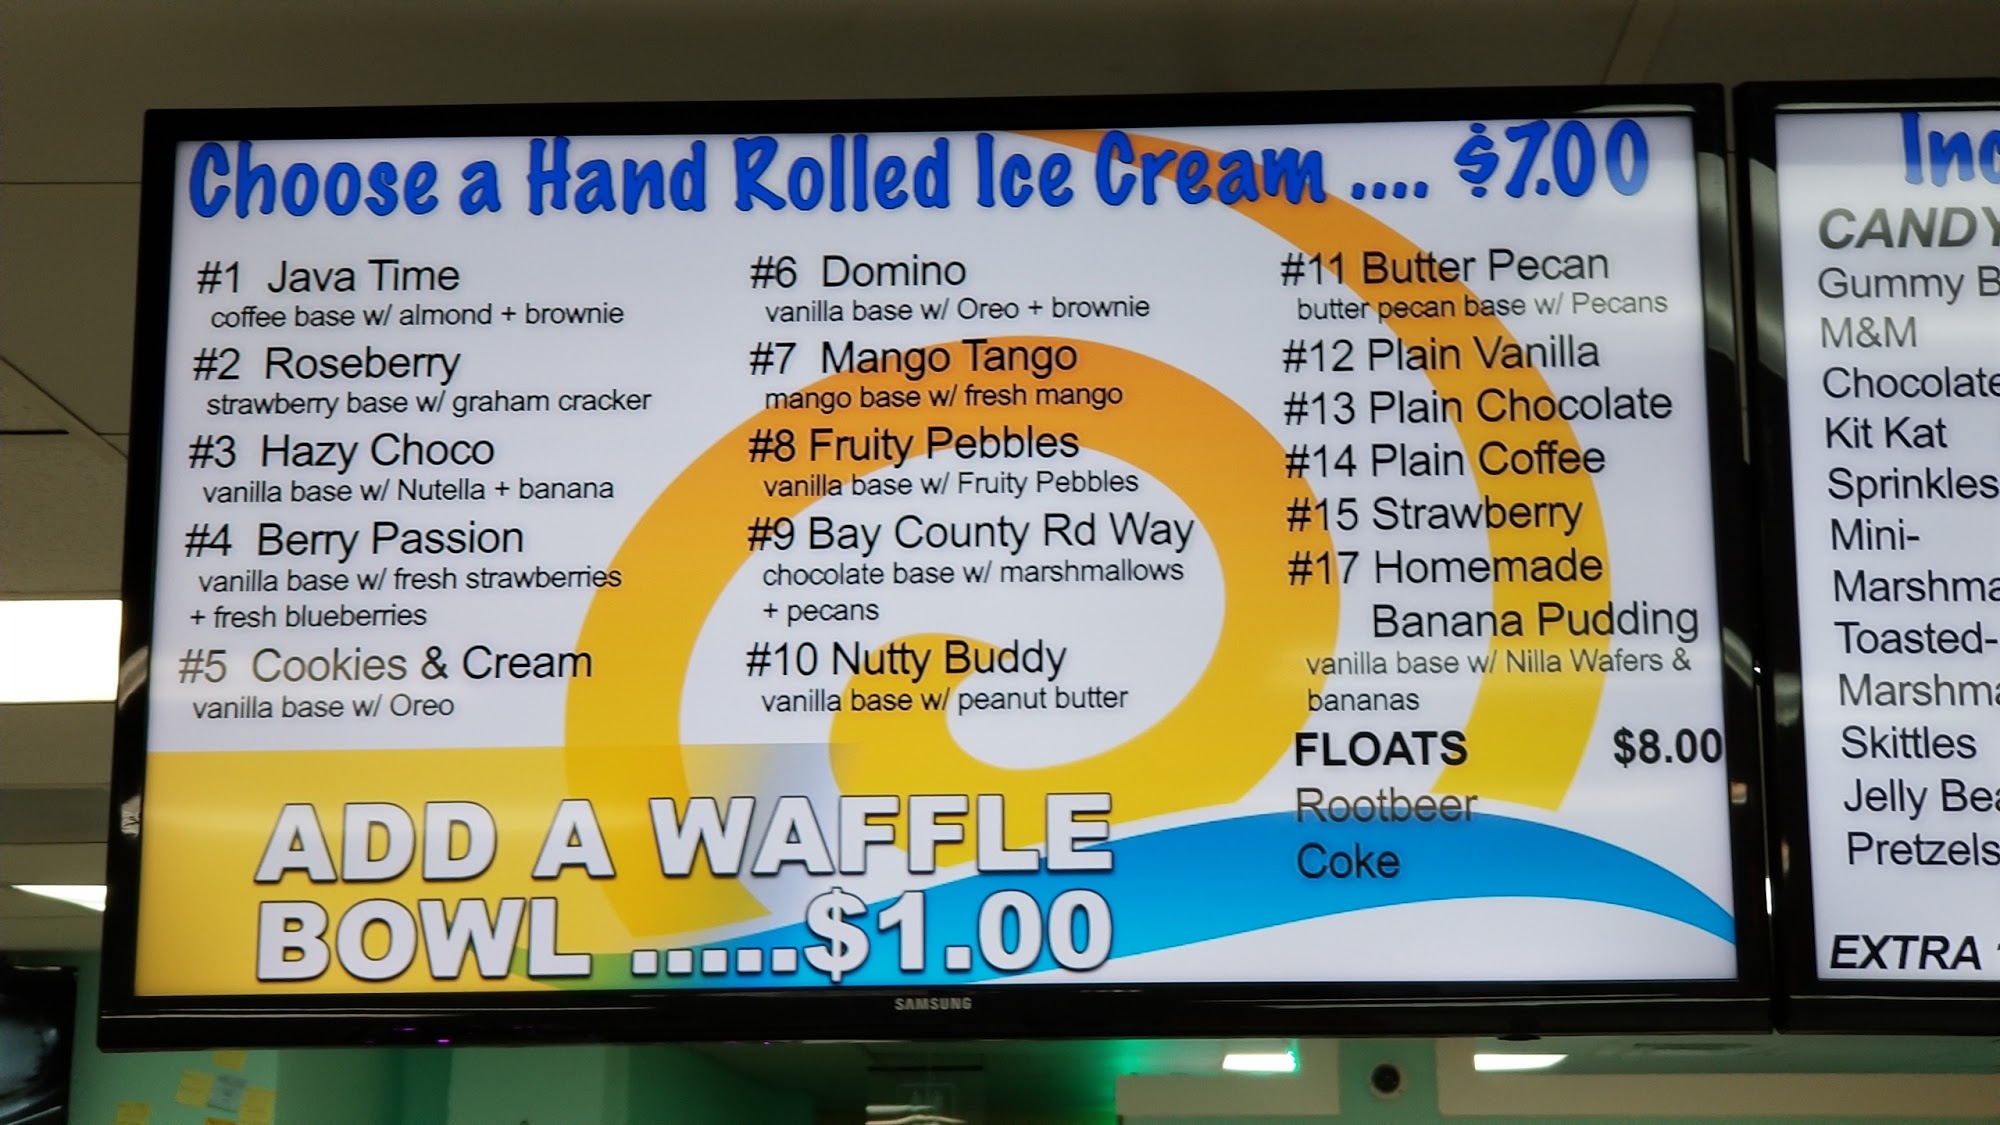 Choose a Hand Rolled Ice Cream .... $7.00
#1 Java Time
coffee base w/ almond + brownie
#2 Roseberry
strawberry base w/ graham cracker
#3 Hazy Choco
vanilla base w/ Nutella + banana
#4 Berry Passion
vanilla base w/ fresh strawberries
+ fresh blueberries
#5 Cookies & Cream
vanilla base w/ Oreo
#6 Domino
vanilla base w/ Oreo + brownie
#7 Mango Tango
mango base w/ fresh mango
#8 Fruity Pebbles
vanilla base w/ Fruity Pebbles
#9 Bay County Rd Way
chocolate base w/ marshmallows
+ pecans
#10 Nutty Buddy
vanilla base w/ peanut butter
#11 Butter Pecan
butter pecan base w/ Pecans
#12 Plain Vanilla
#13 Plain Chocolate
#14 Plain Coffee
#15 Strawberry
#17 Homemade
Banana Pudding
vanilla base w/ Nilla Wafers &
bananas
FLOATS $8.00
Rootbeer
Coke
ADD A WAFFLE
BOWL .....$1.00
SAMSUNG
CANDY
Gummy
M&M
Chocolate
Kit Kat
Sprinkles
Mini-
Toasted-
Skittles
Jelly
Pretzels
EXTRA